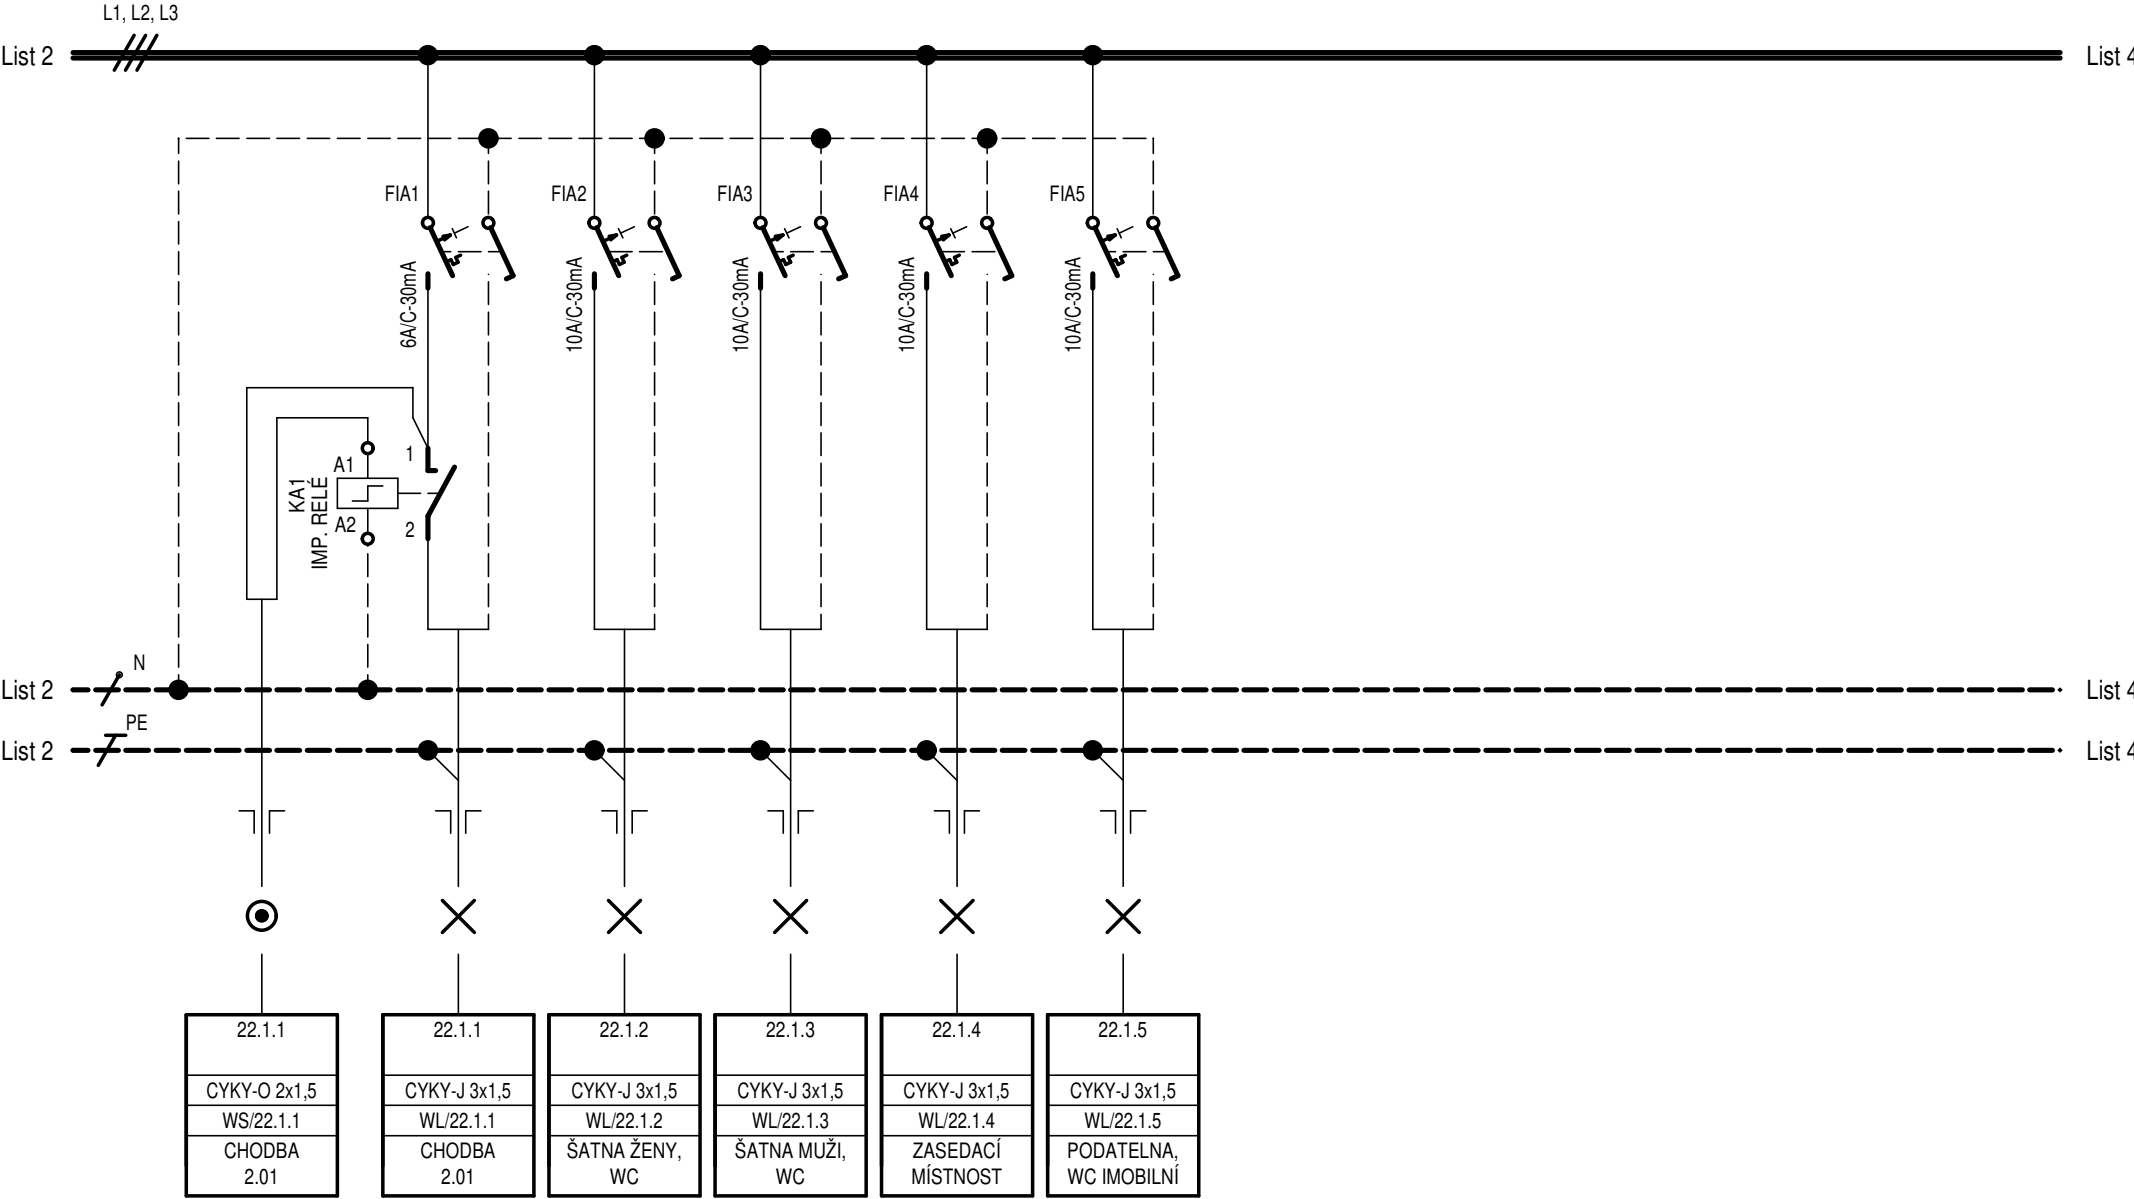 L1, L2, L3
List 2
List 4
FIA1
FIA2
FIA3
FIA4
FIA5
6A/C-30mA
10A/C-30mA
10A/C-30mA
10A/C-30mA
10A/C-30mA
KA1
IMP. RELÉ
A1
A2
1
2
N
List 2
List 4
PE
List 2
List 4
22.1.1
CYKY-O 2x1,5
WS/22.1.1
CHODBA
2.01
22.1.1
CYKY-J 3x1,5
WL/22.1.1
CHODBA
2.01
22.1.2
CYKY-J 3x1,5
WL/22.1.2
ŠATNA ŽENY,
WC
22.1.3
CYKY-J 3x1,5
WL/22.1.3
ŠATNA MUŽI,
WC
22.1.4
CYKY-J 3x1,5
WL/22.1.4
ZASEDACÍ
MÍSTNOST
22.1.5
CYKY-J 3x1,5
WL/22.1.5
PODATELNA,
WC IMOBILNÍ